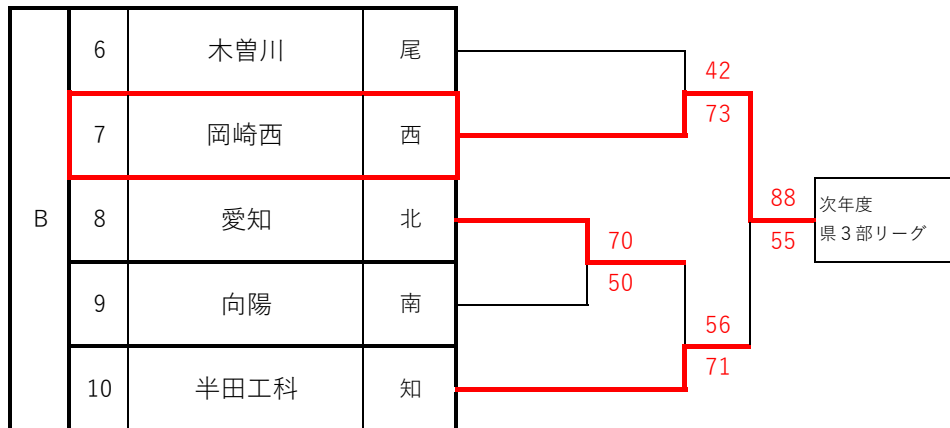 6 木曽川 尾
42
73
7 岡崎西 西
B
8 愛知 北
88
55
次年度
県３部リーグ
70
50
9 向陽 南
56
71
10 半田工科 知